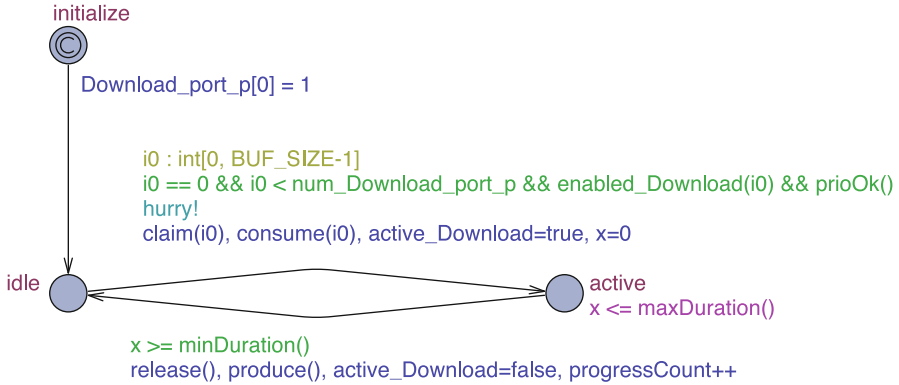 initialize
Download_port_p[0] = 1
i0 : int[0, BUF_SIZE-1]
i0 == 0 && i0 < num_Download_port_p && enabled_Download(i0) && prioOk()
hurry!
claim(i0), consume(i0), active_Download=true, x=0
idle
active
x <= maxDuration()
x >= minDuration()
release(), produce(), active_Download=false, progressCount++